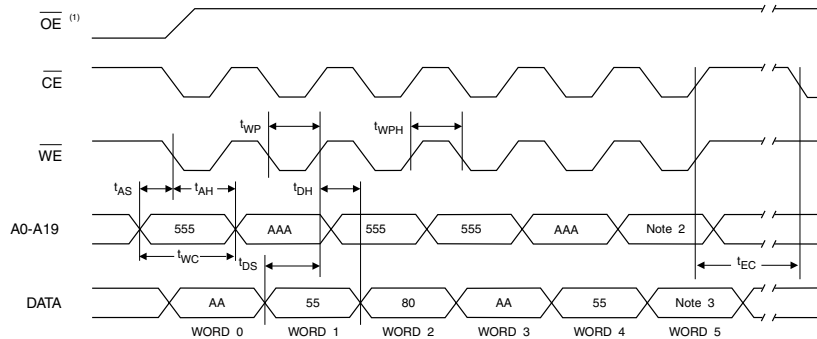 OE (1)
CE
tWP
tWPH
WE
tAS
tAH
tDH
A0-A19
555
AAA
555
555
AAA
Note 2
tWC
tDS
tEC
DATA
AA
55
80
AA
55
Note 3
WORD 0
WORD 1
WORD 2
WORD 3
WORD 4
WORD 5